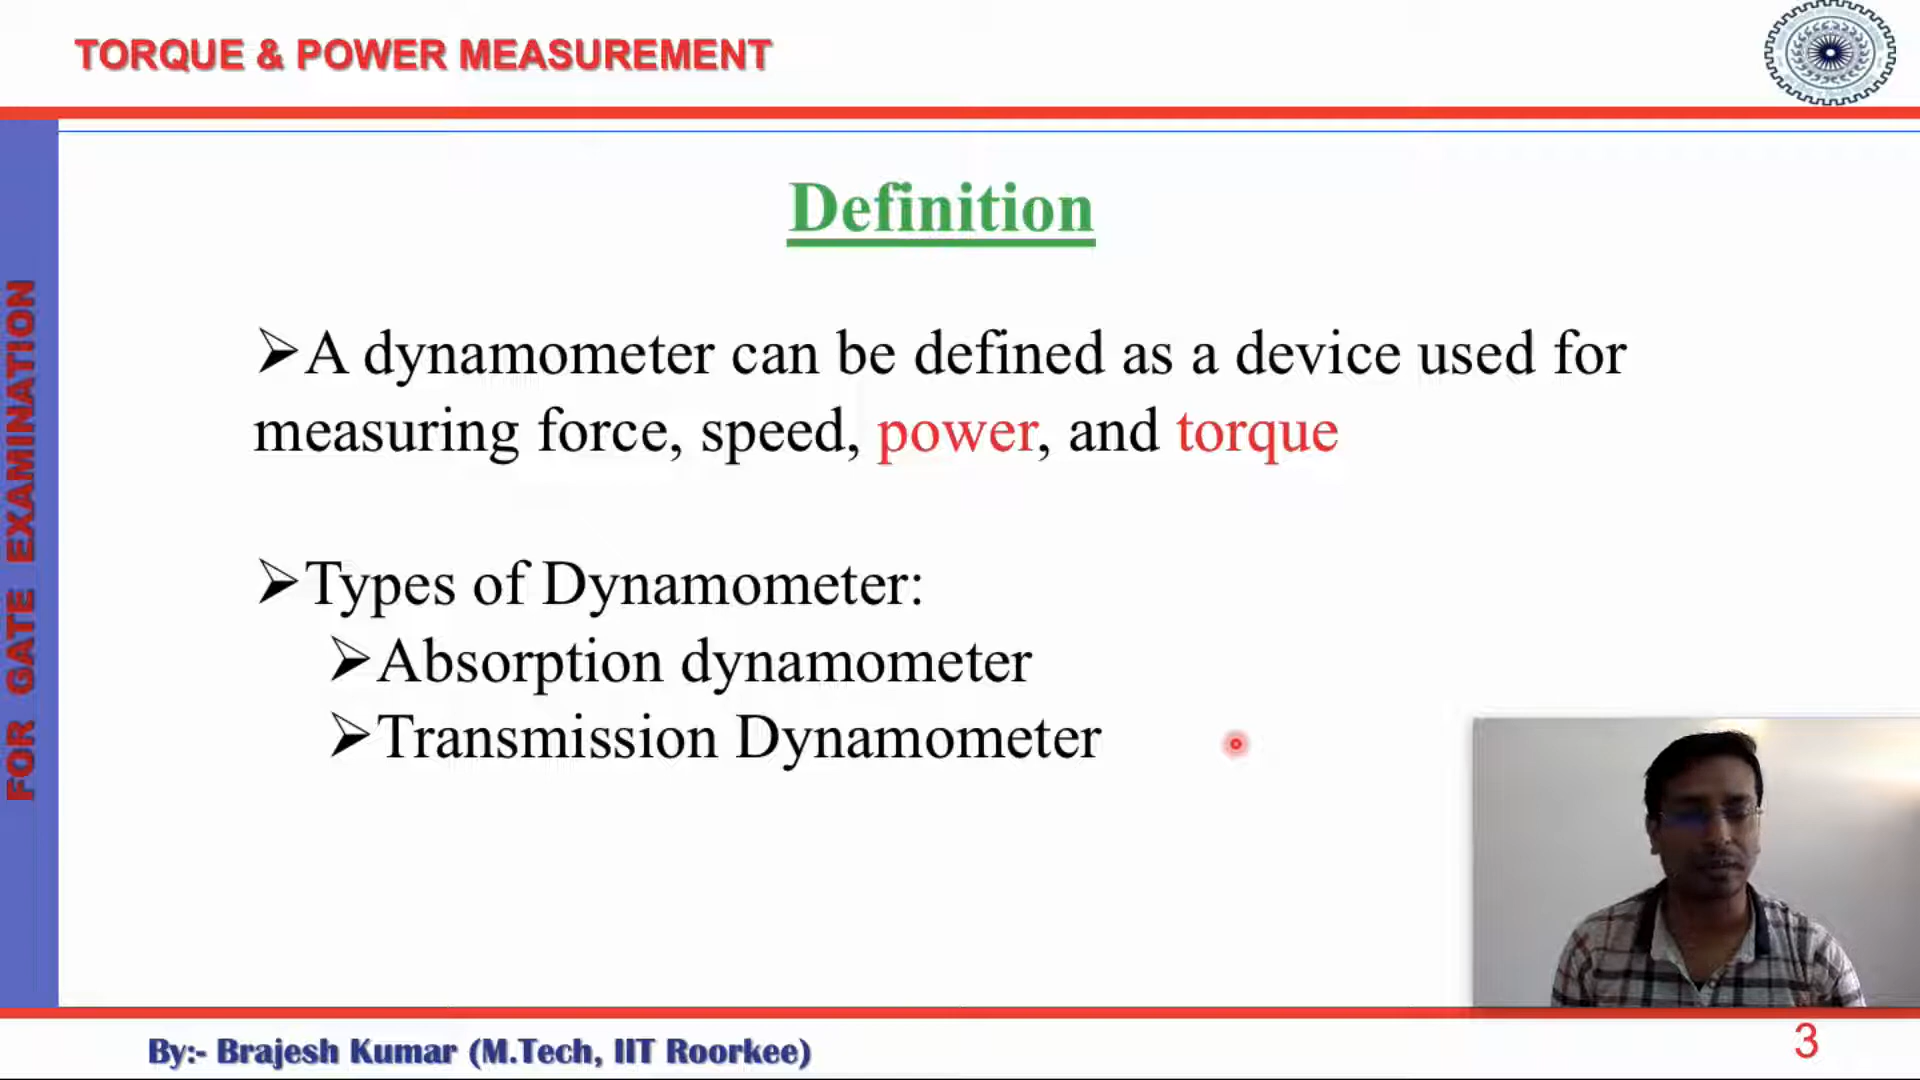 TORQUE & POWER MEASUREMENT
FOR GATE EXAMINATION
Definition
➢A dynamometer can be defined as a device used for
measuring force, speed, power, and torque
➢Types of Dynamometer:
➢Absorption dynamometer
➢Transmission Dynamometer
By:- Brajesh Kumar (M.Tech, IIT Roorkee)
3